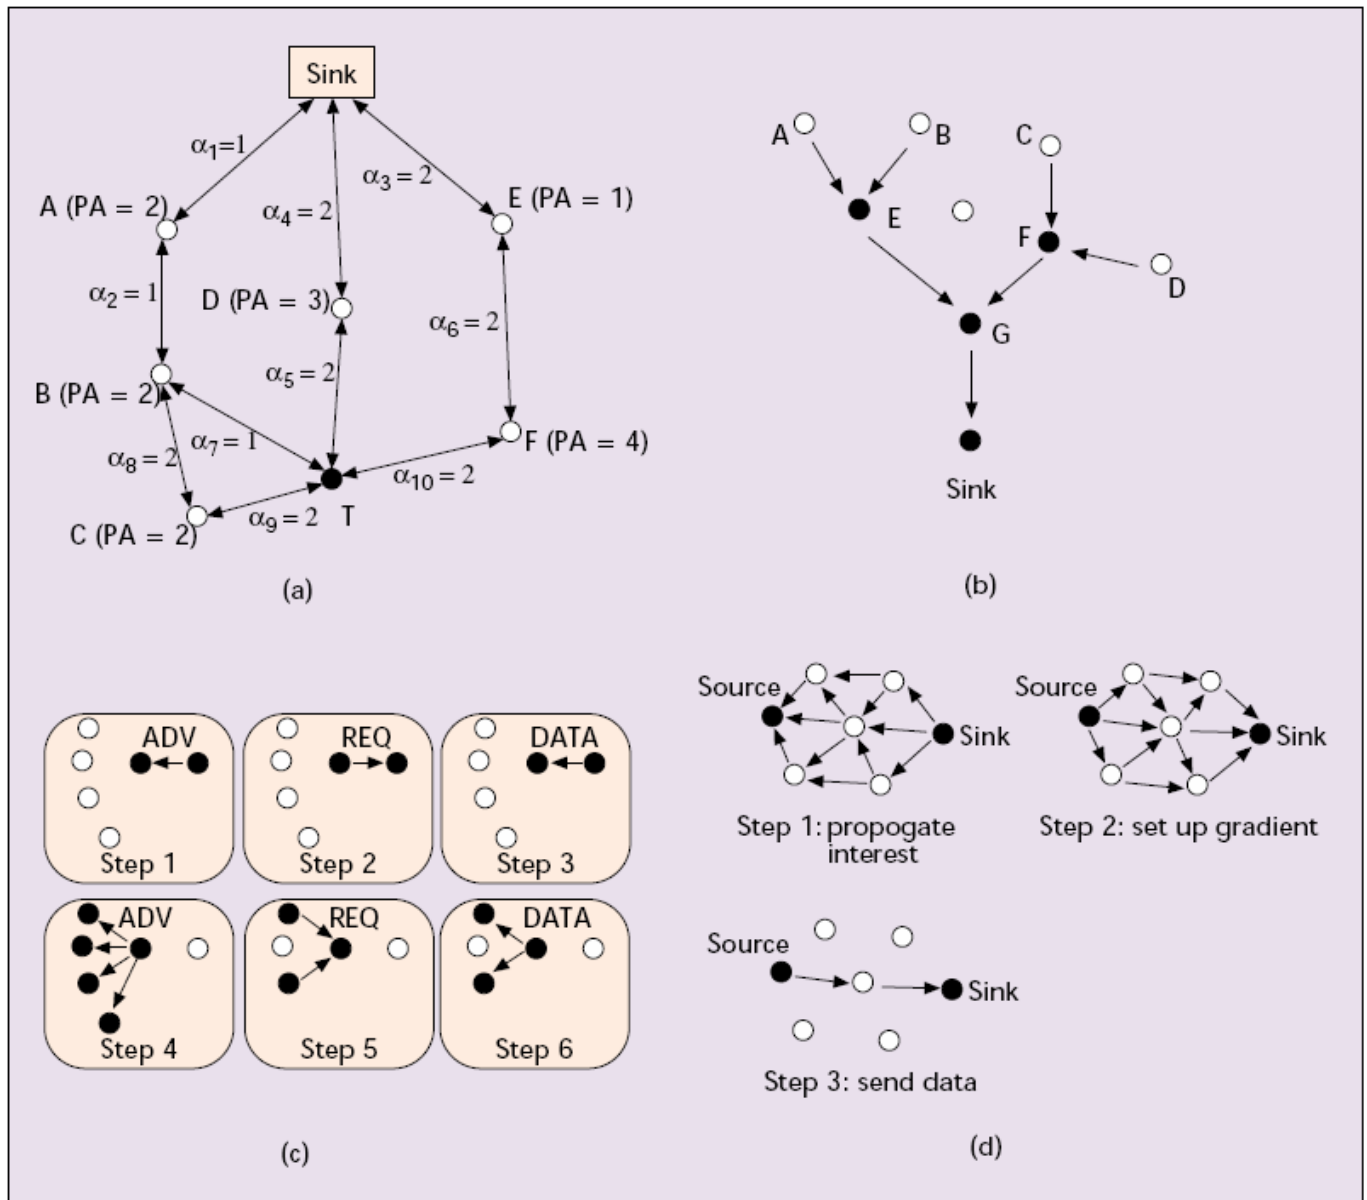 Sink
α1=1
α3 = 2
A (PA = 2)
α4 = 2
E (PA = 1)
α2 = 1
D (PA = 3)
α6 = 2
α5 = 2
B (PA = 2)
α7 = 1
α8 = 2
F (PA = 4)
α10 = 2
α9 = 2
T
C (PA = 2)
(a)
A
B
C
E
F
D
G
Sink
(b)
ADV
Step 1
REQ
Step 2
DATA
Step 3
ADV
Step 4
REQ
Step 5
DATA
Step 6
(c)
Source
Sink
Step 1: propogate
interest
Source
Sink
Step 2: set up gradient
Source
Sink
Step 3: send data
(d)